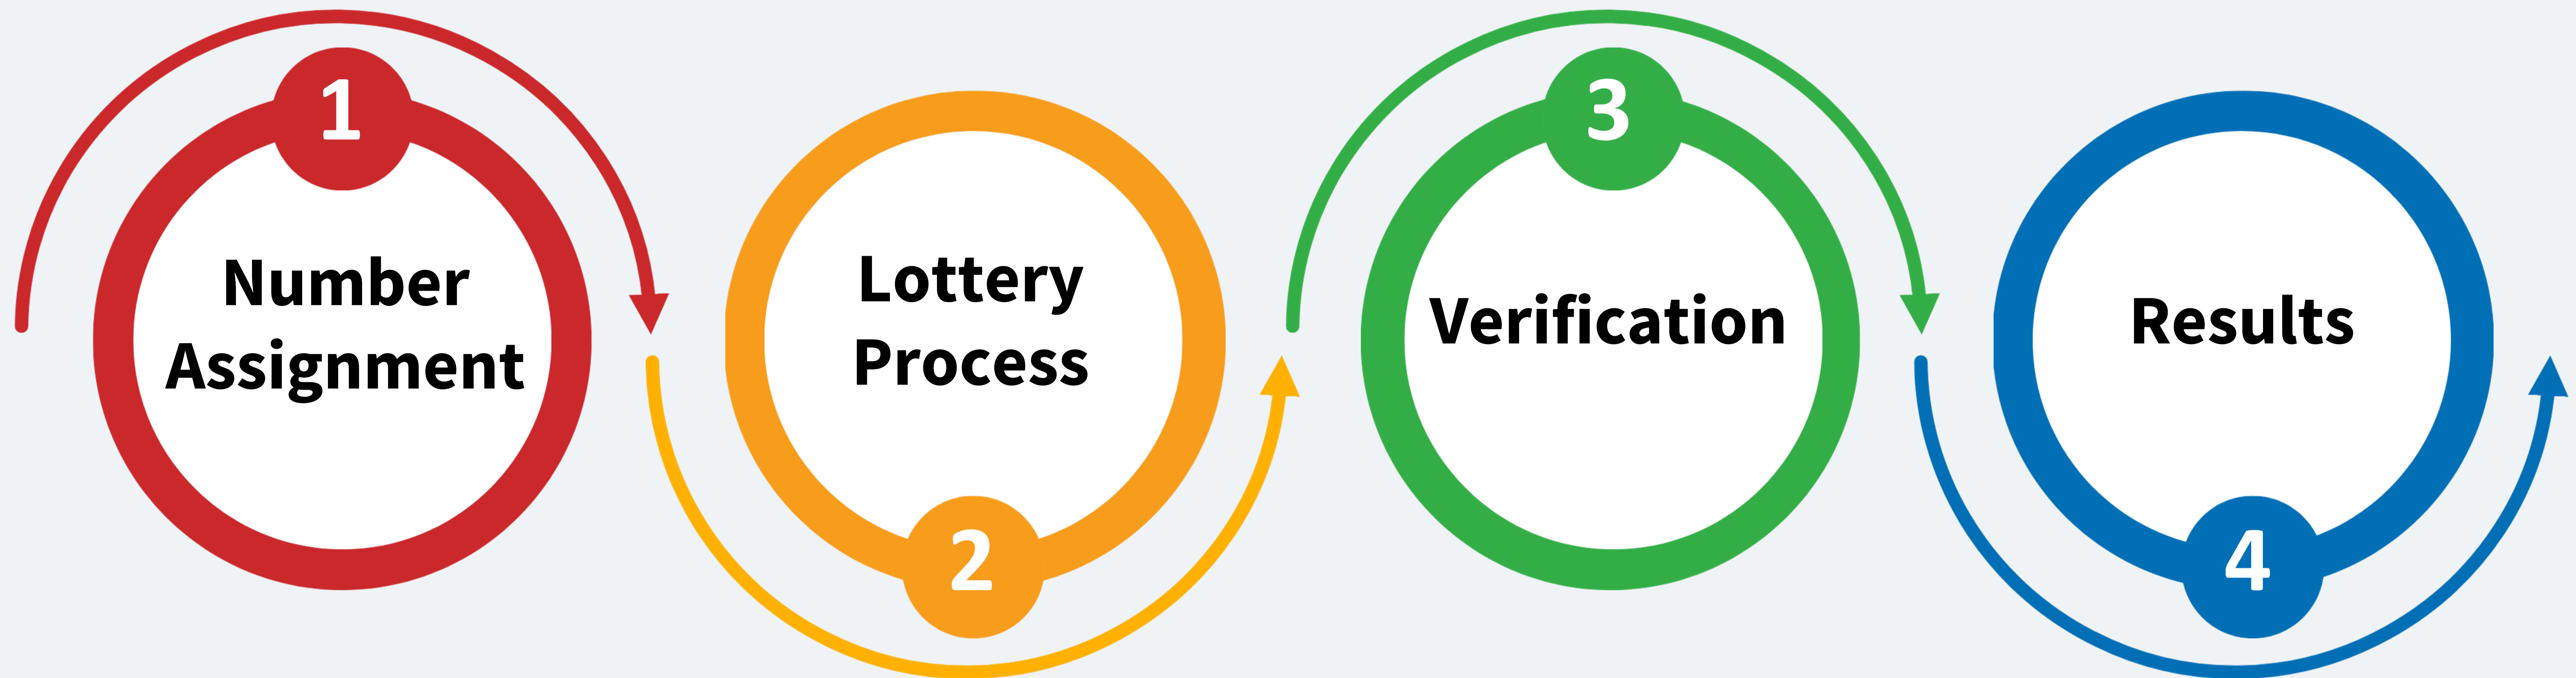 1
Number
Assignment
Lottery
Process
2
3
Verification
Results
4